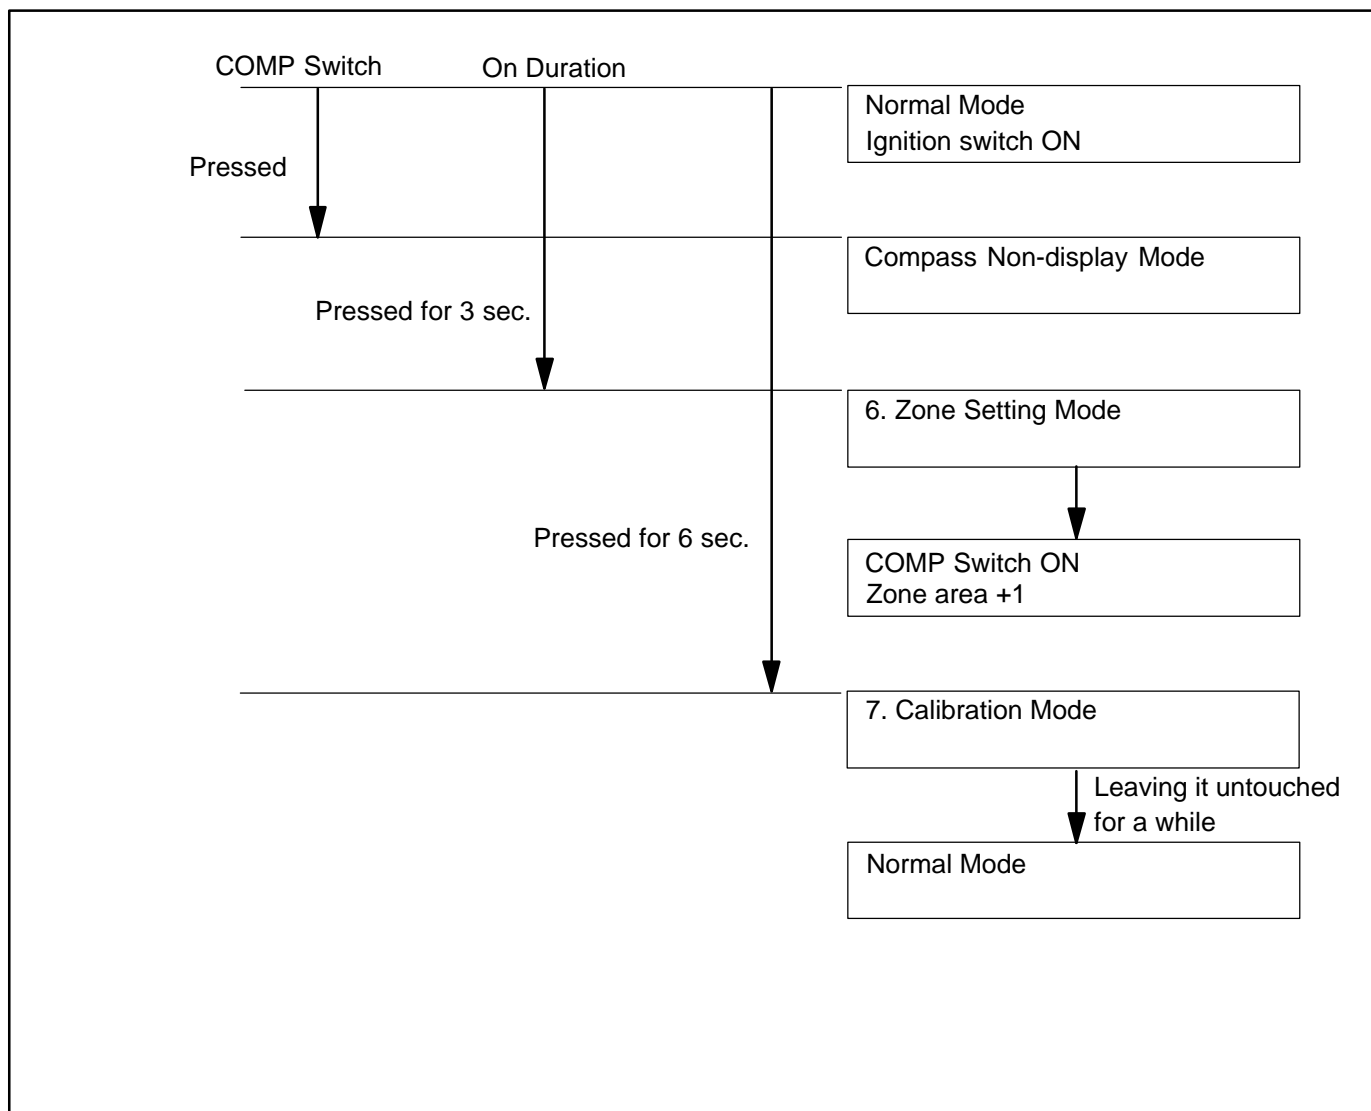 COMP Switch
On Duration
Normal Mode
Ignition switch ON
Pressed
Compass Non-display Mode
Pressed for 3 sec.
6. Zone Setting Mode
Pressed for 6 sec.
COMP Switch ON
Zone area +1
7. Calibration Mode
Leaving it untouched
for a while
Normal Mode